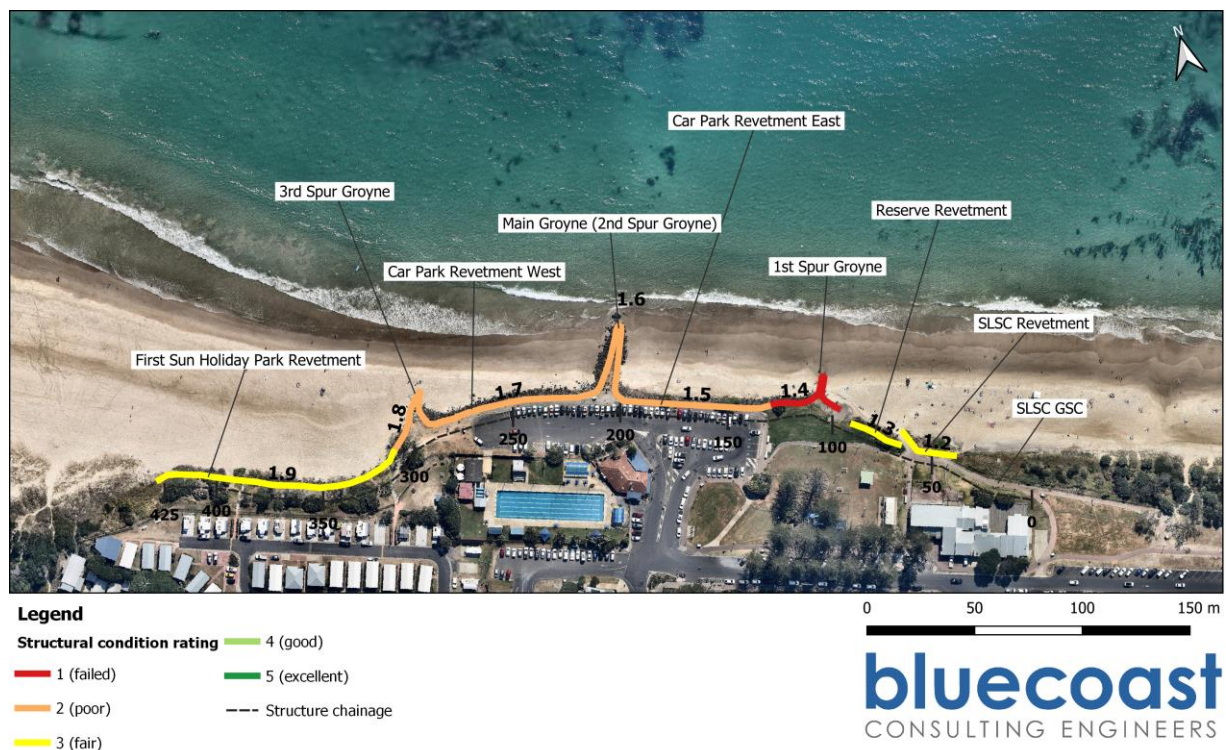 N
Car Park Revetment East
3rd Spur Groyne
Main Groyne (2nd Spur Groyne)
Reserve Revetment
Car Park Revetment West
1st Spur Groyne
1.6
SLSC Revetment
First Sun Holiday Park Revetment
1.7
1.5
1.4
1.8
SLSC GSC
1.3
1.2
250
200
150
100
1.9
300
50
425
400
350
0
Legend
Structural condition rating
1 (failed)
2 (poor)
3 (fair)
4 (good)
5 (excellent)
Structure chainage
0 50 100 150 m
bluecoast
CONSULTING ENGINEERS